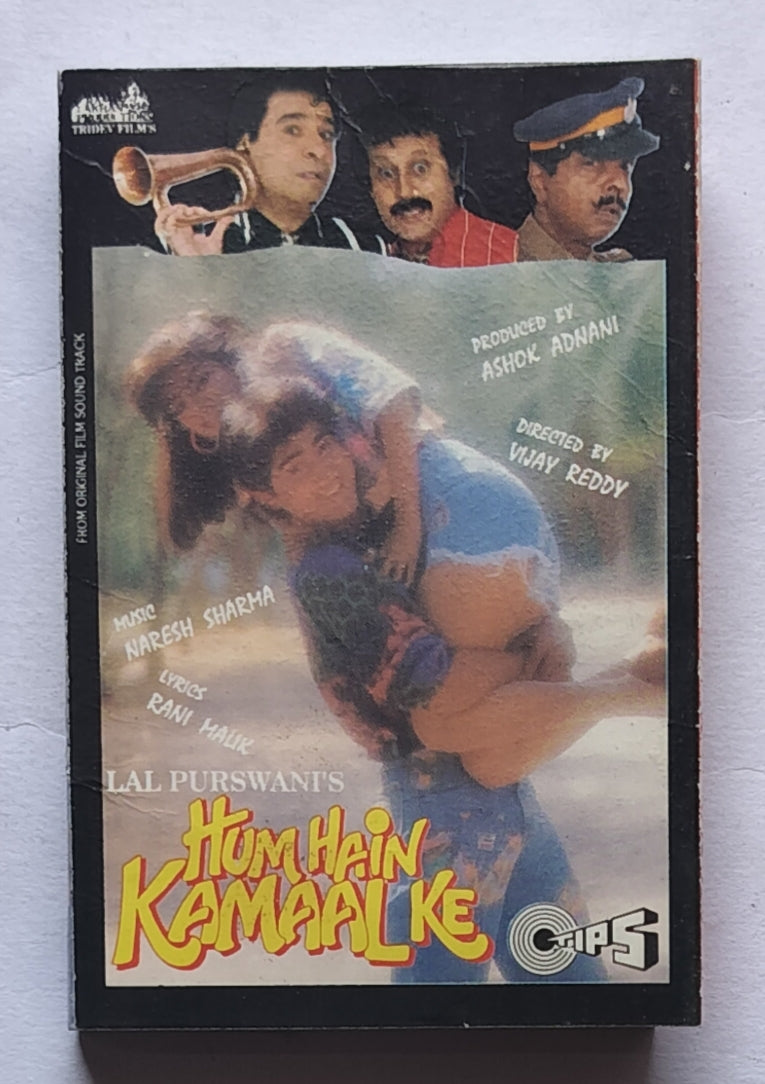 TRIDEV FILM'S
FROM ORIGINAL FILM SOUND TRACK
PRODUCED BY
ASHOK ADNANI
DIRECTED BY
VIJAY REDDY
MUSIC
NARESH SHARMA
LYRICS
RANI MALIK
LAL PURSWANI'S
HUM HAIN
KAMAAL KE
TIPS